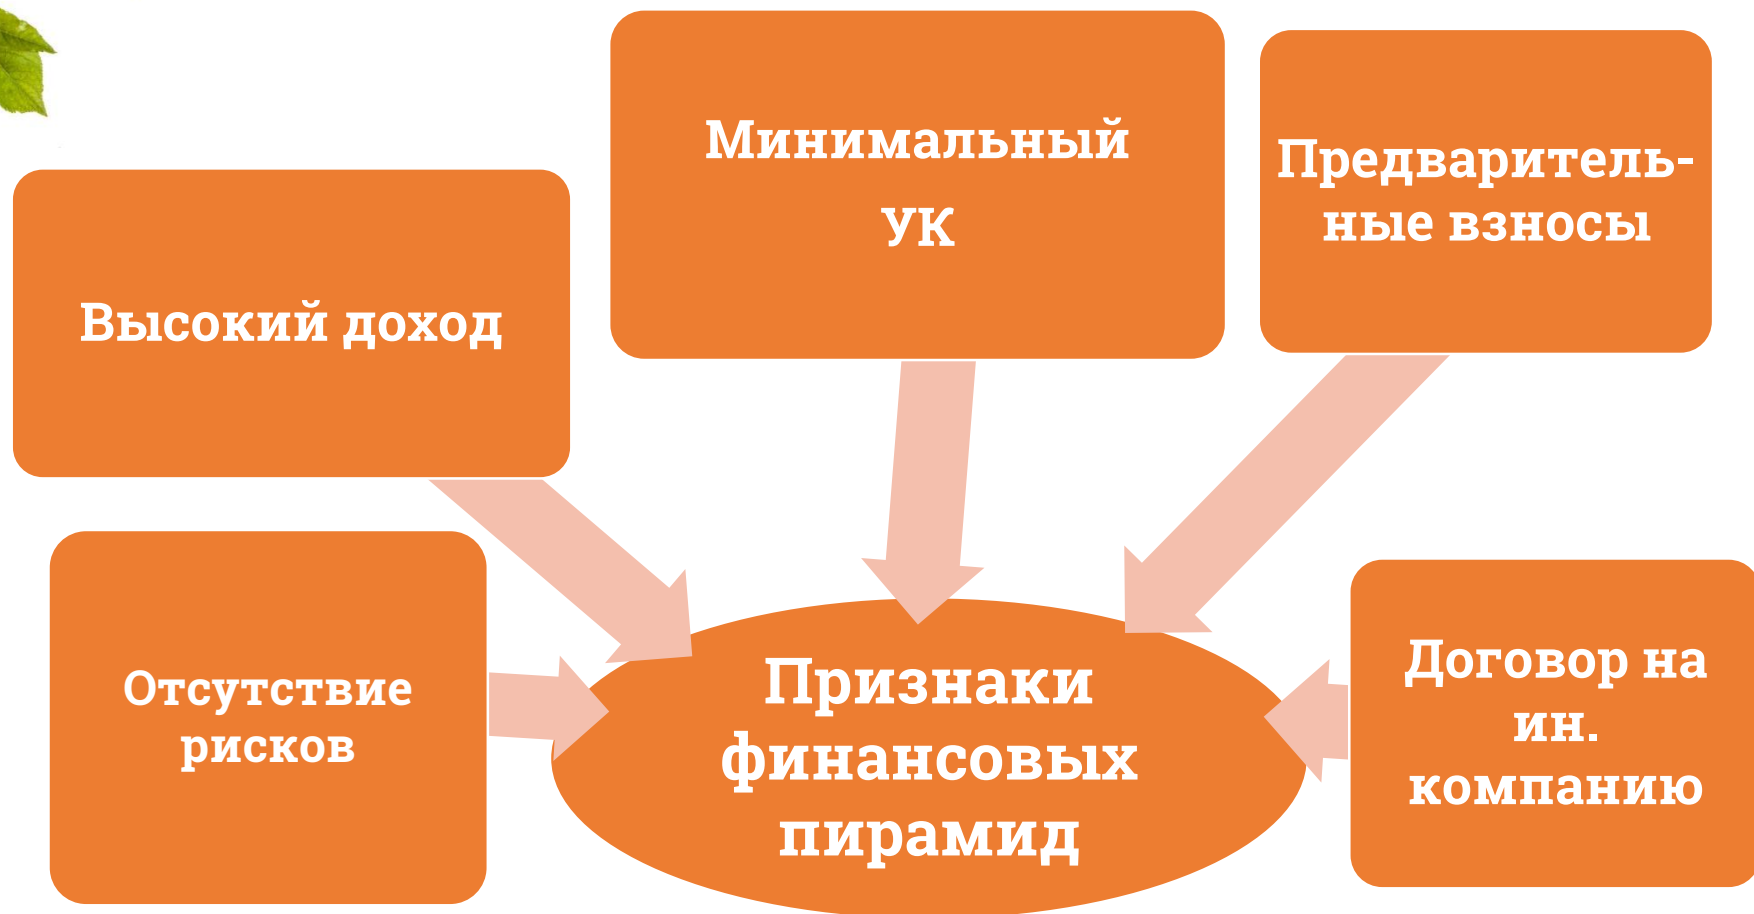 Минимальный
УК
Предваритель-
ные взносы
Высокий доход
Отсутствие
рисков
Признаки
финансовых
пирамид
Договор на
ин.
компанию